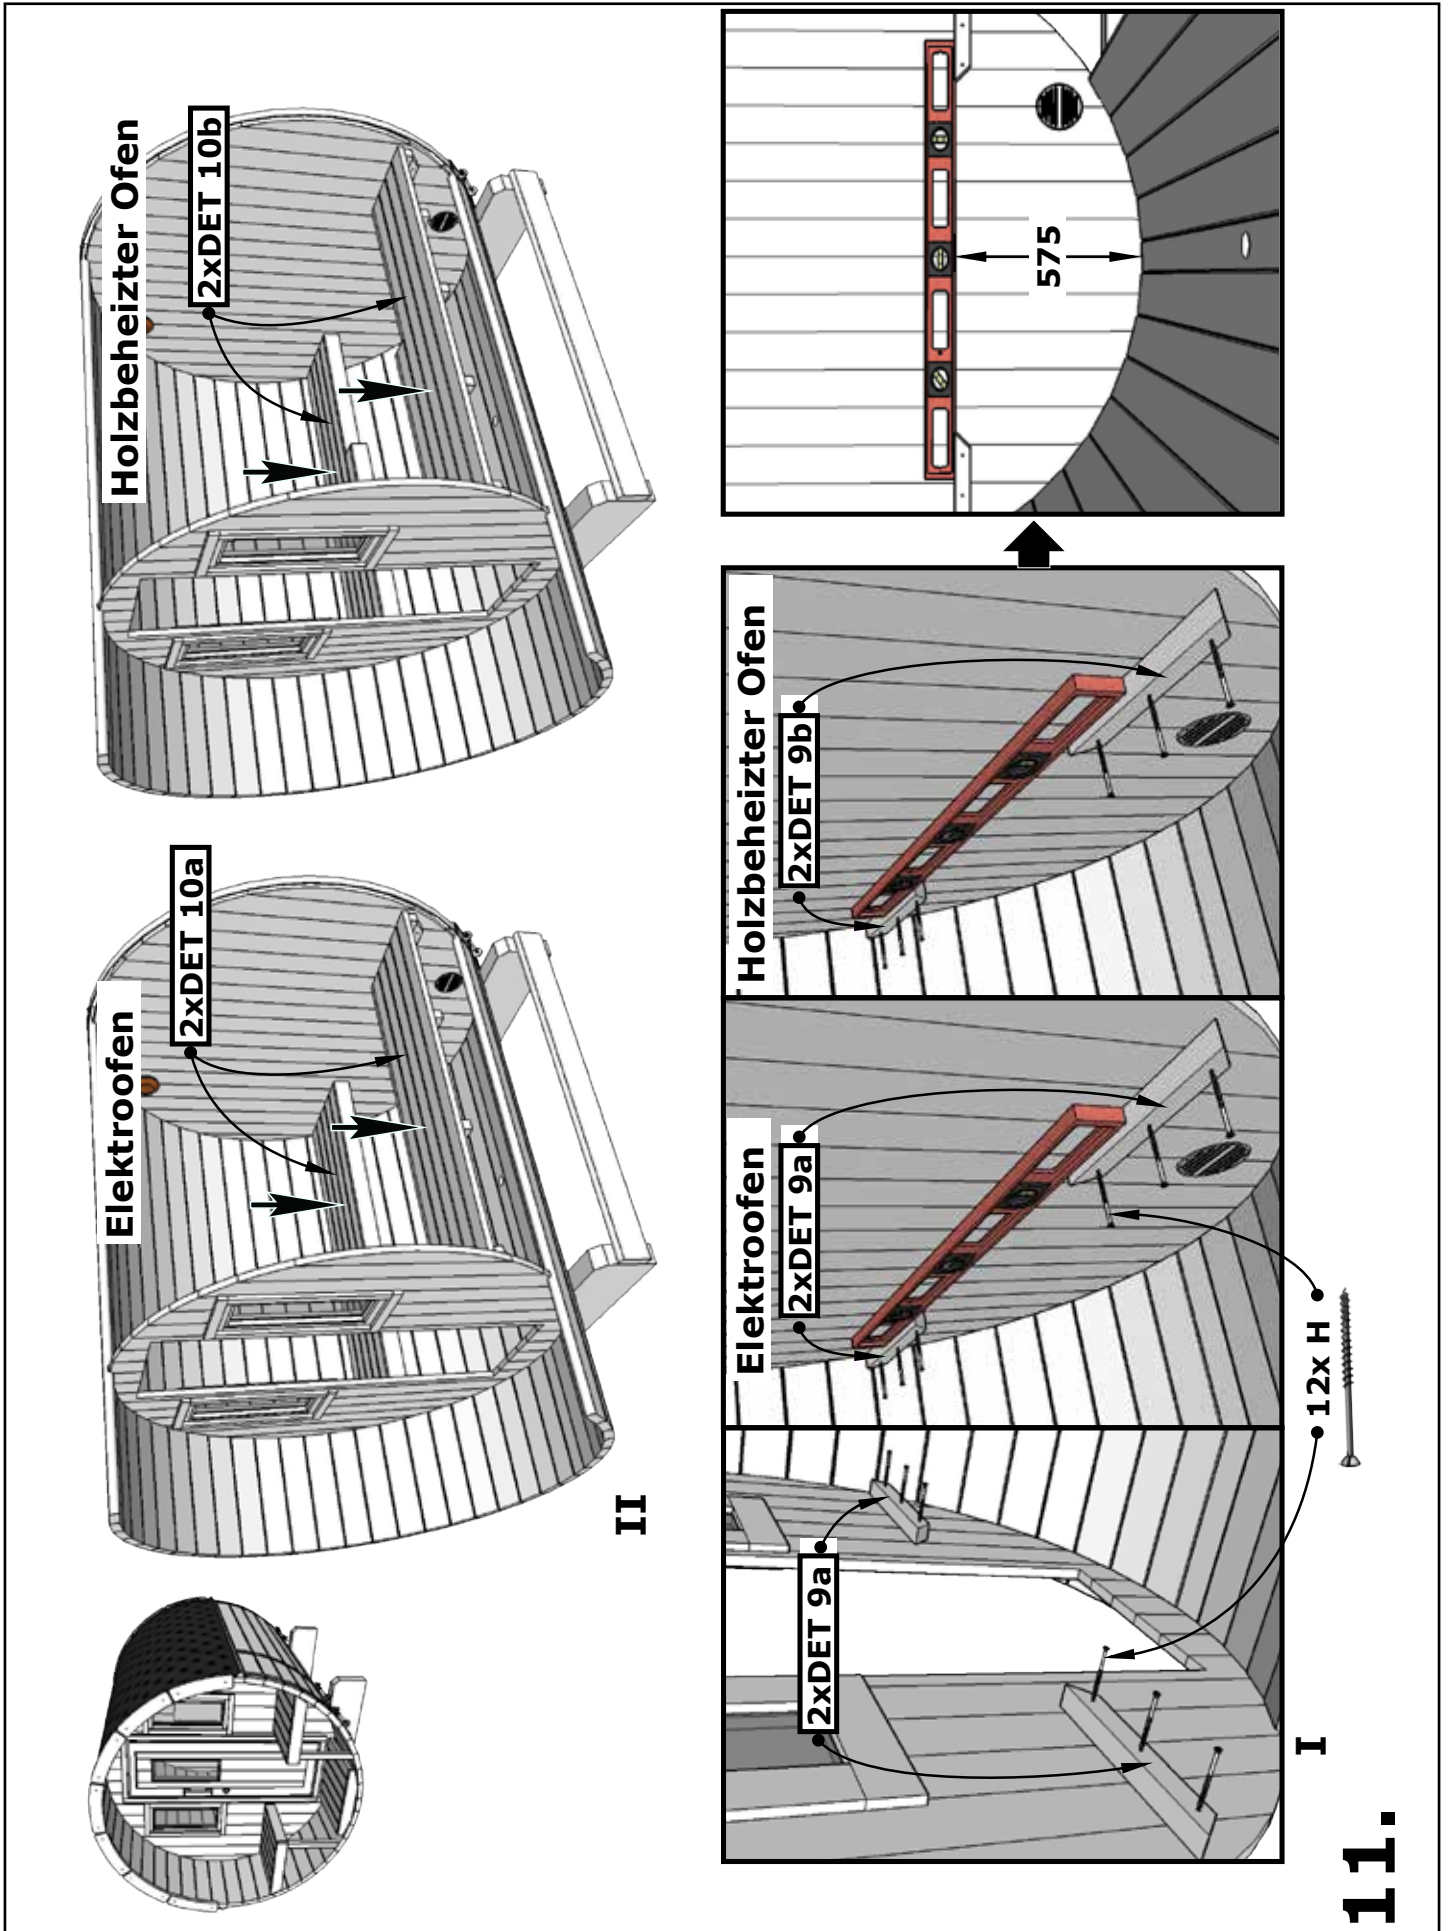 11.
I
2xDET 9a
Elektroofen
2xDET 9a
12x H
Holzbeheizter Ofen
2xDET 9b
575
II
Elektroofen
2xDET 10a
Holzbeheizter Ofen
2xDET 10b